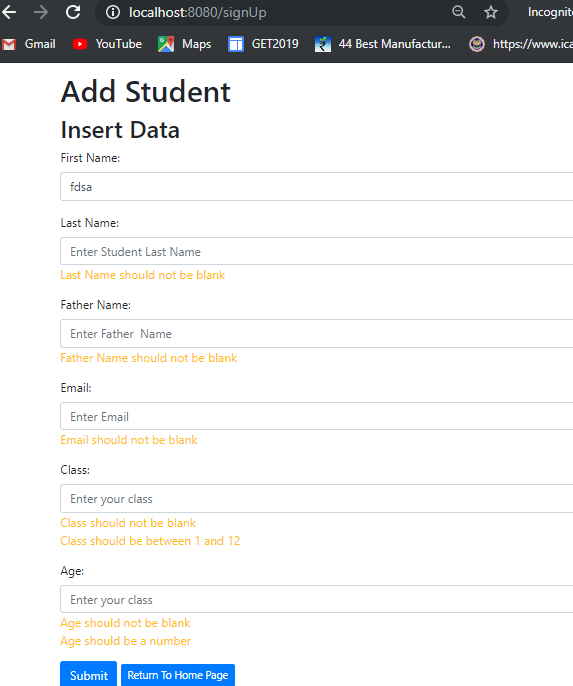 localhost:8080/signUp
Incognito
Gmail YouTube Maps GET2019 44 Best Manufactur... https://www.ica
Add Student
Insert Data
First Name:
fdsa
Last Name:
Enter Student Last Name
Last Name should not be blank
Father Name:
Enter Father  Name
Father Name should not be blank
Email:
Enter Email
Email should not be blank
Class:
Enter your class
Class should not be blank
Class should be between 1 and 12
Age:
Enter your class
Age should not be blank
Age should be a number
Submit Return To Home Page